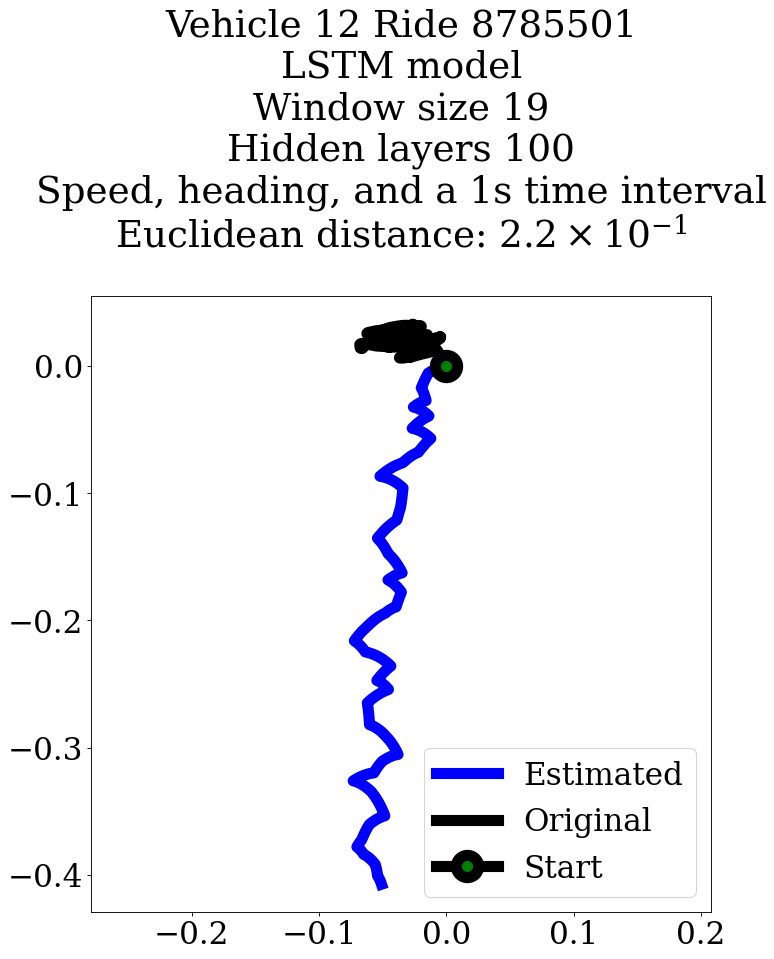 Vehicle 12 Ride 8785501
LSTM model
Window size 19
Hidden layers 100
Speed, heading, and a 1s time interval
Euclidean distance: 2.2 × 10⁻¹
0.0
−0.1
−0.2
−0.3
−0.4
Estimated
Original
Start
−0.2 −0.1 0.0 0.1 0.2